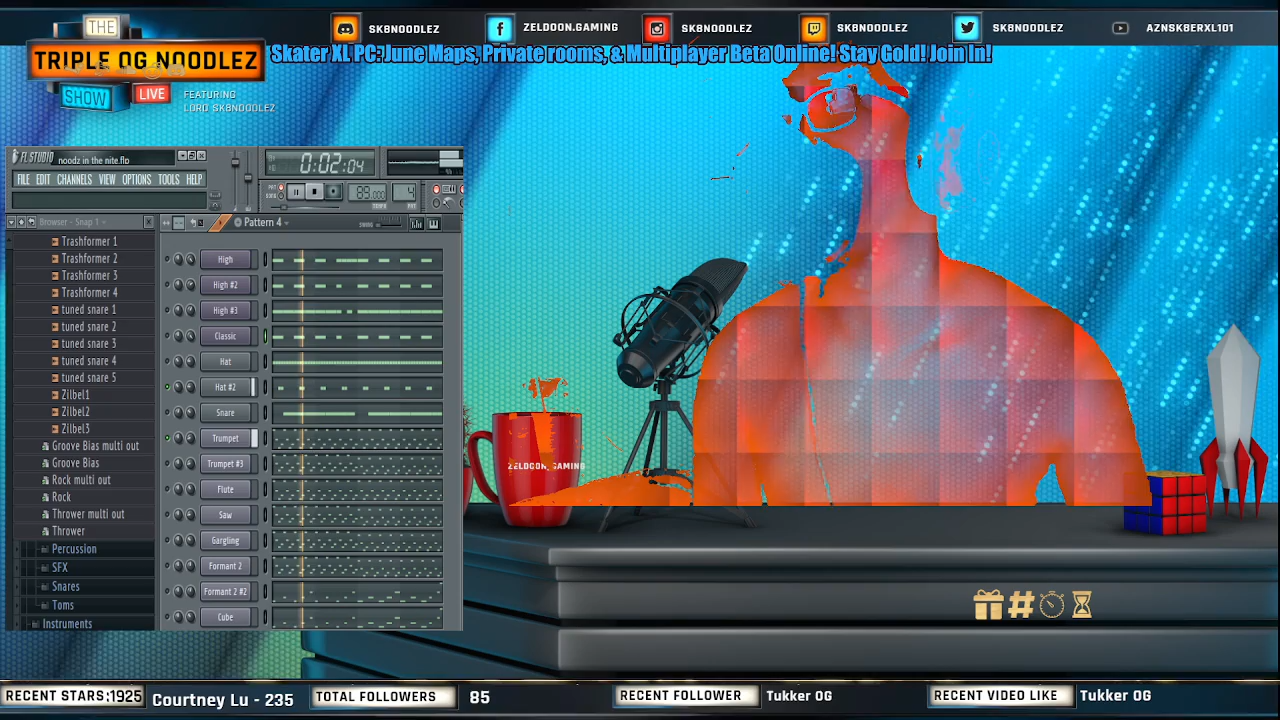 THE
TRIPLE OG NOODLEZ
SHOW
LIVE
FEATURING
LORD SK8NOODLEZ
SK8NOODLEZ
ZELDOON.GAMING
SK8NOODLEZ
SK8NOODLEZ
SK8NOODLEZ
AZNSK8ERXL101
Skater XL PC: June Maps, Private rooms, & Multiplayer Beta Online! Stay Gold! Join In!
FL STUDIO noodz in the nite.flp
FILE EDIT CHANNELS VIEW OPTIONS TOOLS HELP
0:02:04
89.000
4
Browser - Snap 1
Pattern 4
Trashformer 1
Trashformer 2
Trashformer 3
Trashformer 4
tuned snare 1
tuned snare 2
tuned snare 3
tuned snare 4
tuned snare 5
Zilbel1
Zilbel2
Zilbel3
Groove Bias multi out
Groove Bias
Rock multi out
Rock
Thrower multi out
Thrower
Percussion
SFX
Snares
Toms
Instruments
High
High #2
High #3
Classic
Hat
Hat #2
Snare
Trumpet
Trumpet #3
Flute
Saw
Gargling
Formant 2
Formant 2 #2
Cube
ZELDOON_GAMING
#
RECENT STARS:1925
Courtney Lu - 235
TOTAL FOLLOWERS
85
RECENT FOLLOWER
Tukker OG
RECENT VIDEO LIKE
Tukker OG